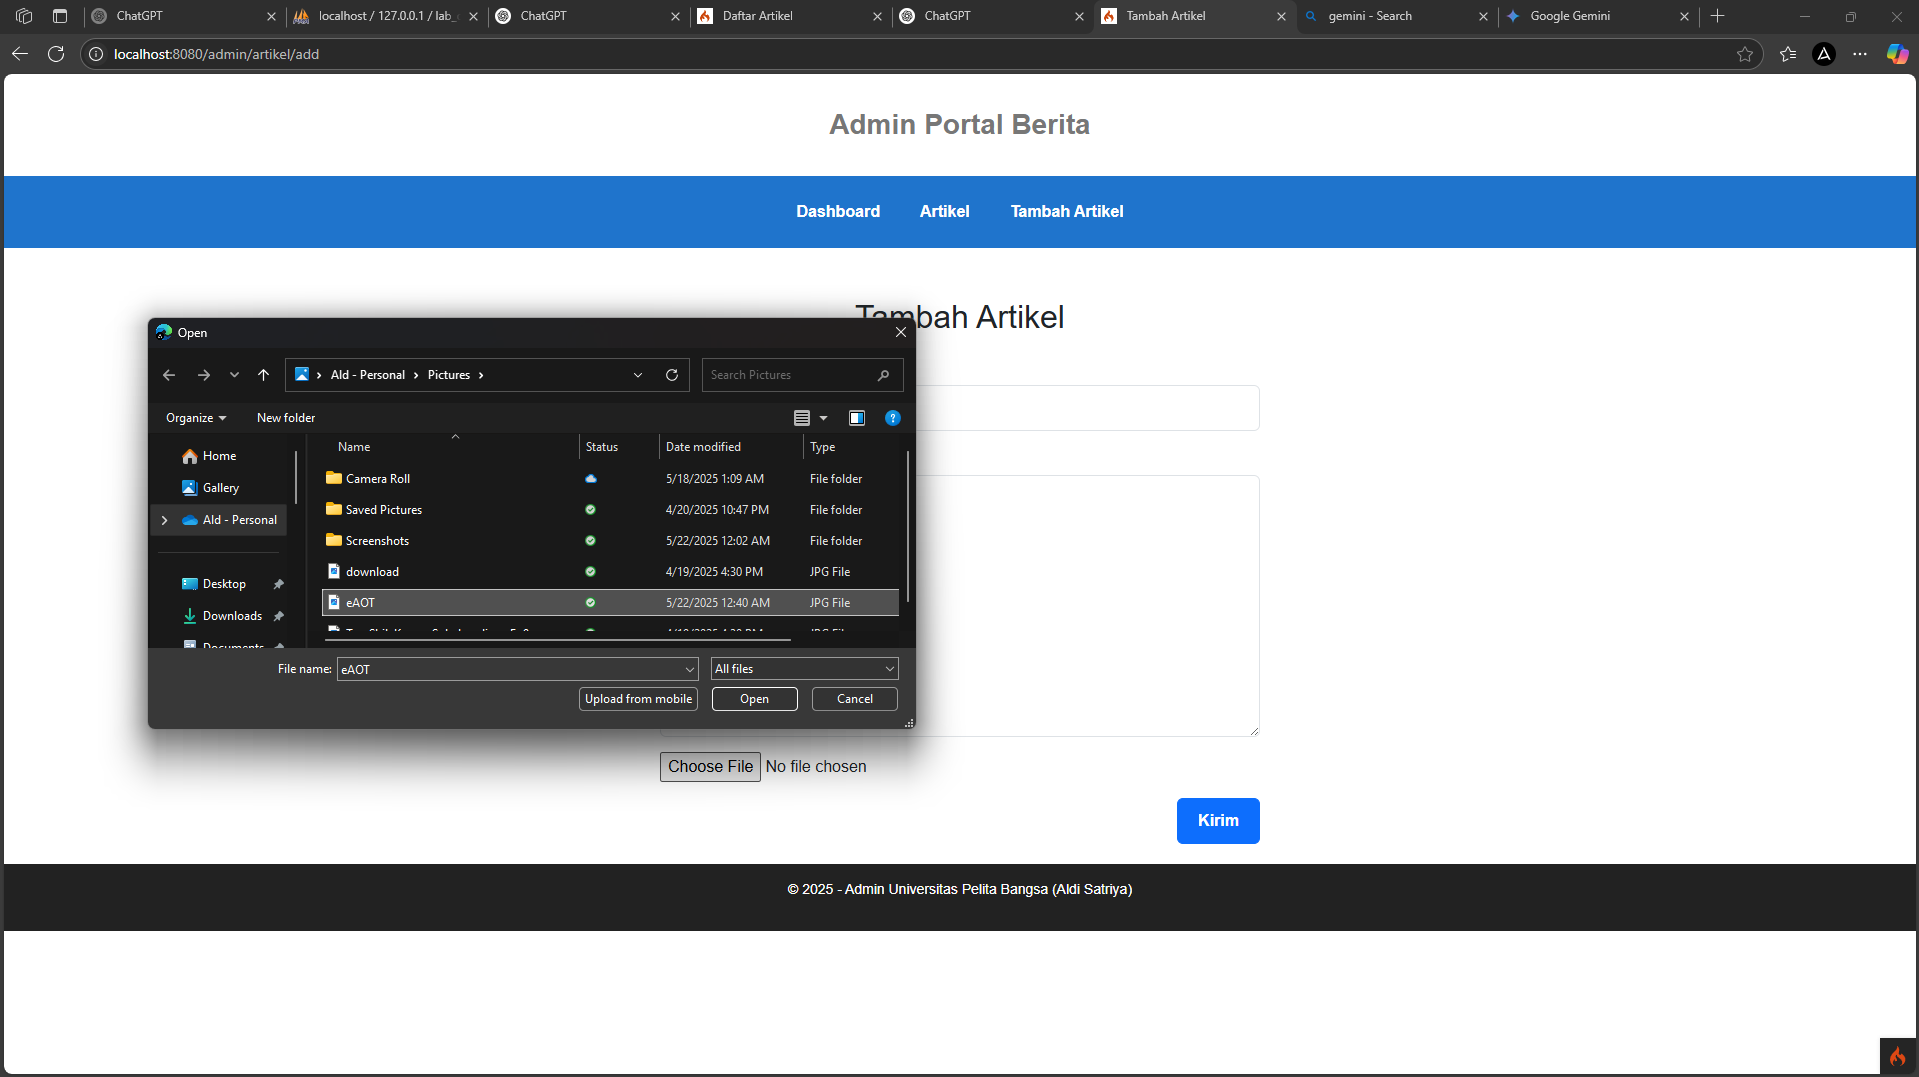 ChatGPT
localhost / 127.0.0.1 / lab_
ChatGPT
Daftar Artikel
ChatGPT
Tambah Artikel
gemini - Search
Google Gemini
localhost:8080/admin/artikel/add
Admin Portal Berita
Dashboard Artikel Tambah Artikel
Tambah Artikel
Open
Ald - Personal > Pictures >
Search Pictures
Organize New folder
Name Status Date modified Type
Home
Gallery
Ald - Personal
Desktop
Downloads
Documents
Camera Roll 5/18/2025 1:09 AM File folder
Saved Pictures 4/20/2025 10:47 PM File folder
Screenshots 5/22/2025 12:02 AM File folder
download 4/19/2025 4:30 PM JPG File
eAOT 5/22/2025 12:40 AM JPG File
File name: eAOT All files
Upload from mobile Open Cancel
Choose File No file chosen
Kirim
© 2025 - Admin Universitas Pelita Bangsa (Aldi Satriya)